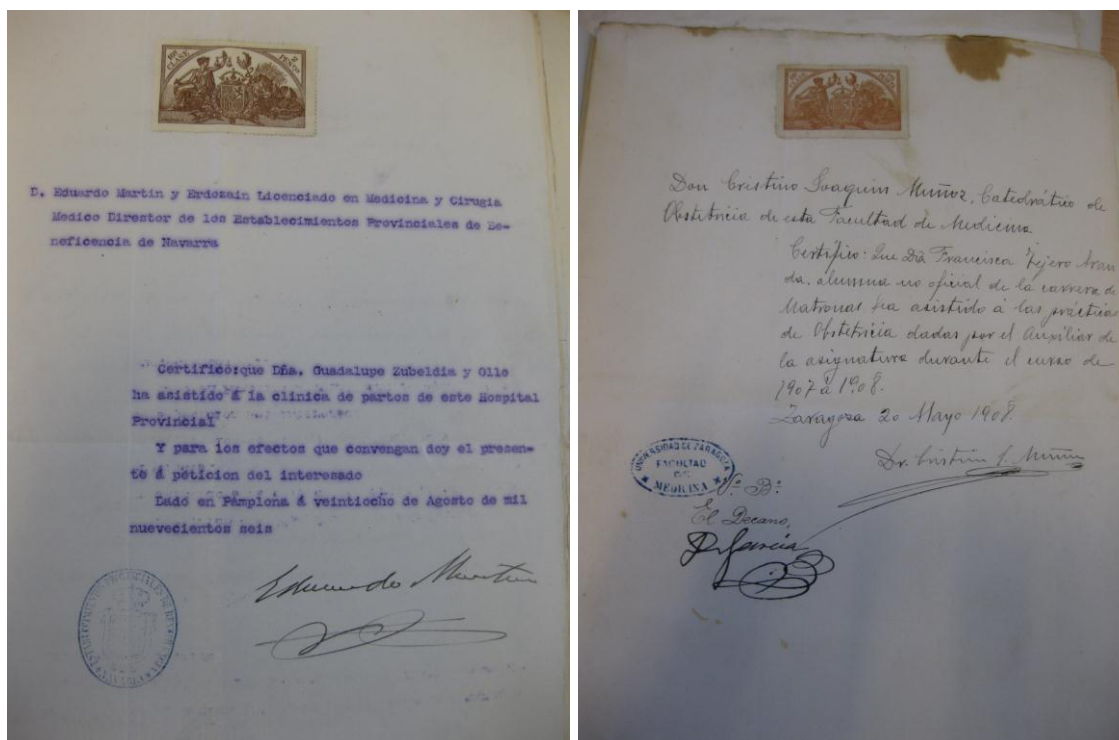 10ª CLASE 2 PESETAS
D. Eduardo Martin y Erdozain Licenciado en Medicina y Cirugia
Medico Director de los Establecimientos Provinciales de Be-
neficencia de Navarra
Certifico:que Dña. Guadalupe Zubeldia y Ollo
ha asistido á la clinica de partos de este Hospital
Provincial
Y para los efectos que convengan doy el presen-
te á peticion del interesado
Dado en Pamplona á veintiocho de Agosto de mil
nuevecientos seis
Eduardo Martin
Don Cristino Joaquin Muñoz, Catedrático de
Obstetricia de esta Facultad de Medicina
Certifico: Que Dña Francisca Tejero Aran
da, alumna no oficial de la carrera de
Matronas ha asistido á las prácticas
de Obstetricia dadas por el Auxiliar de
la asignatura durante el curso de
1907 á 1908.
Zaragoza 20 Mayo 1908.
Dr. Cristino J. Muñoz
UNIVERSIDAD DE ZARAGOZA
FACULTAD
DE
MEDICINA
V.º B.º
El Decano,
P. García